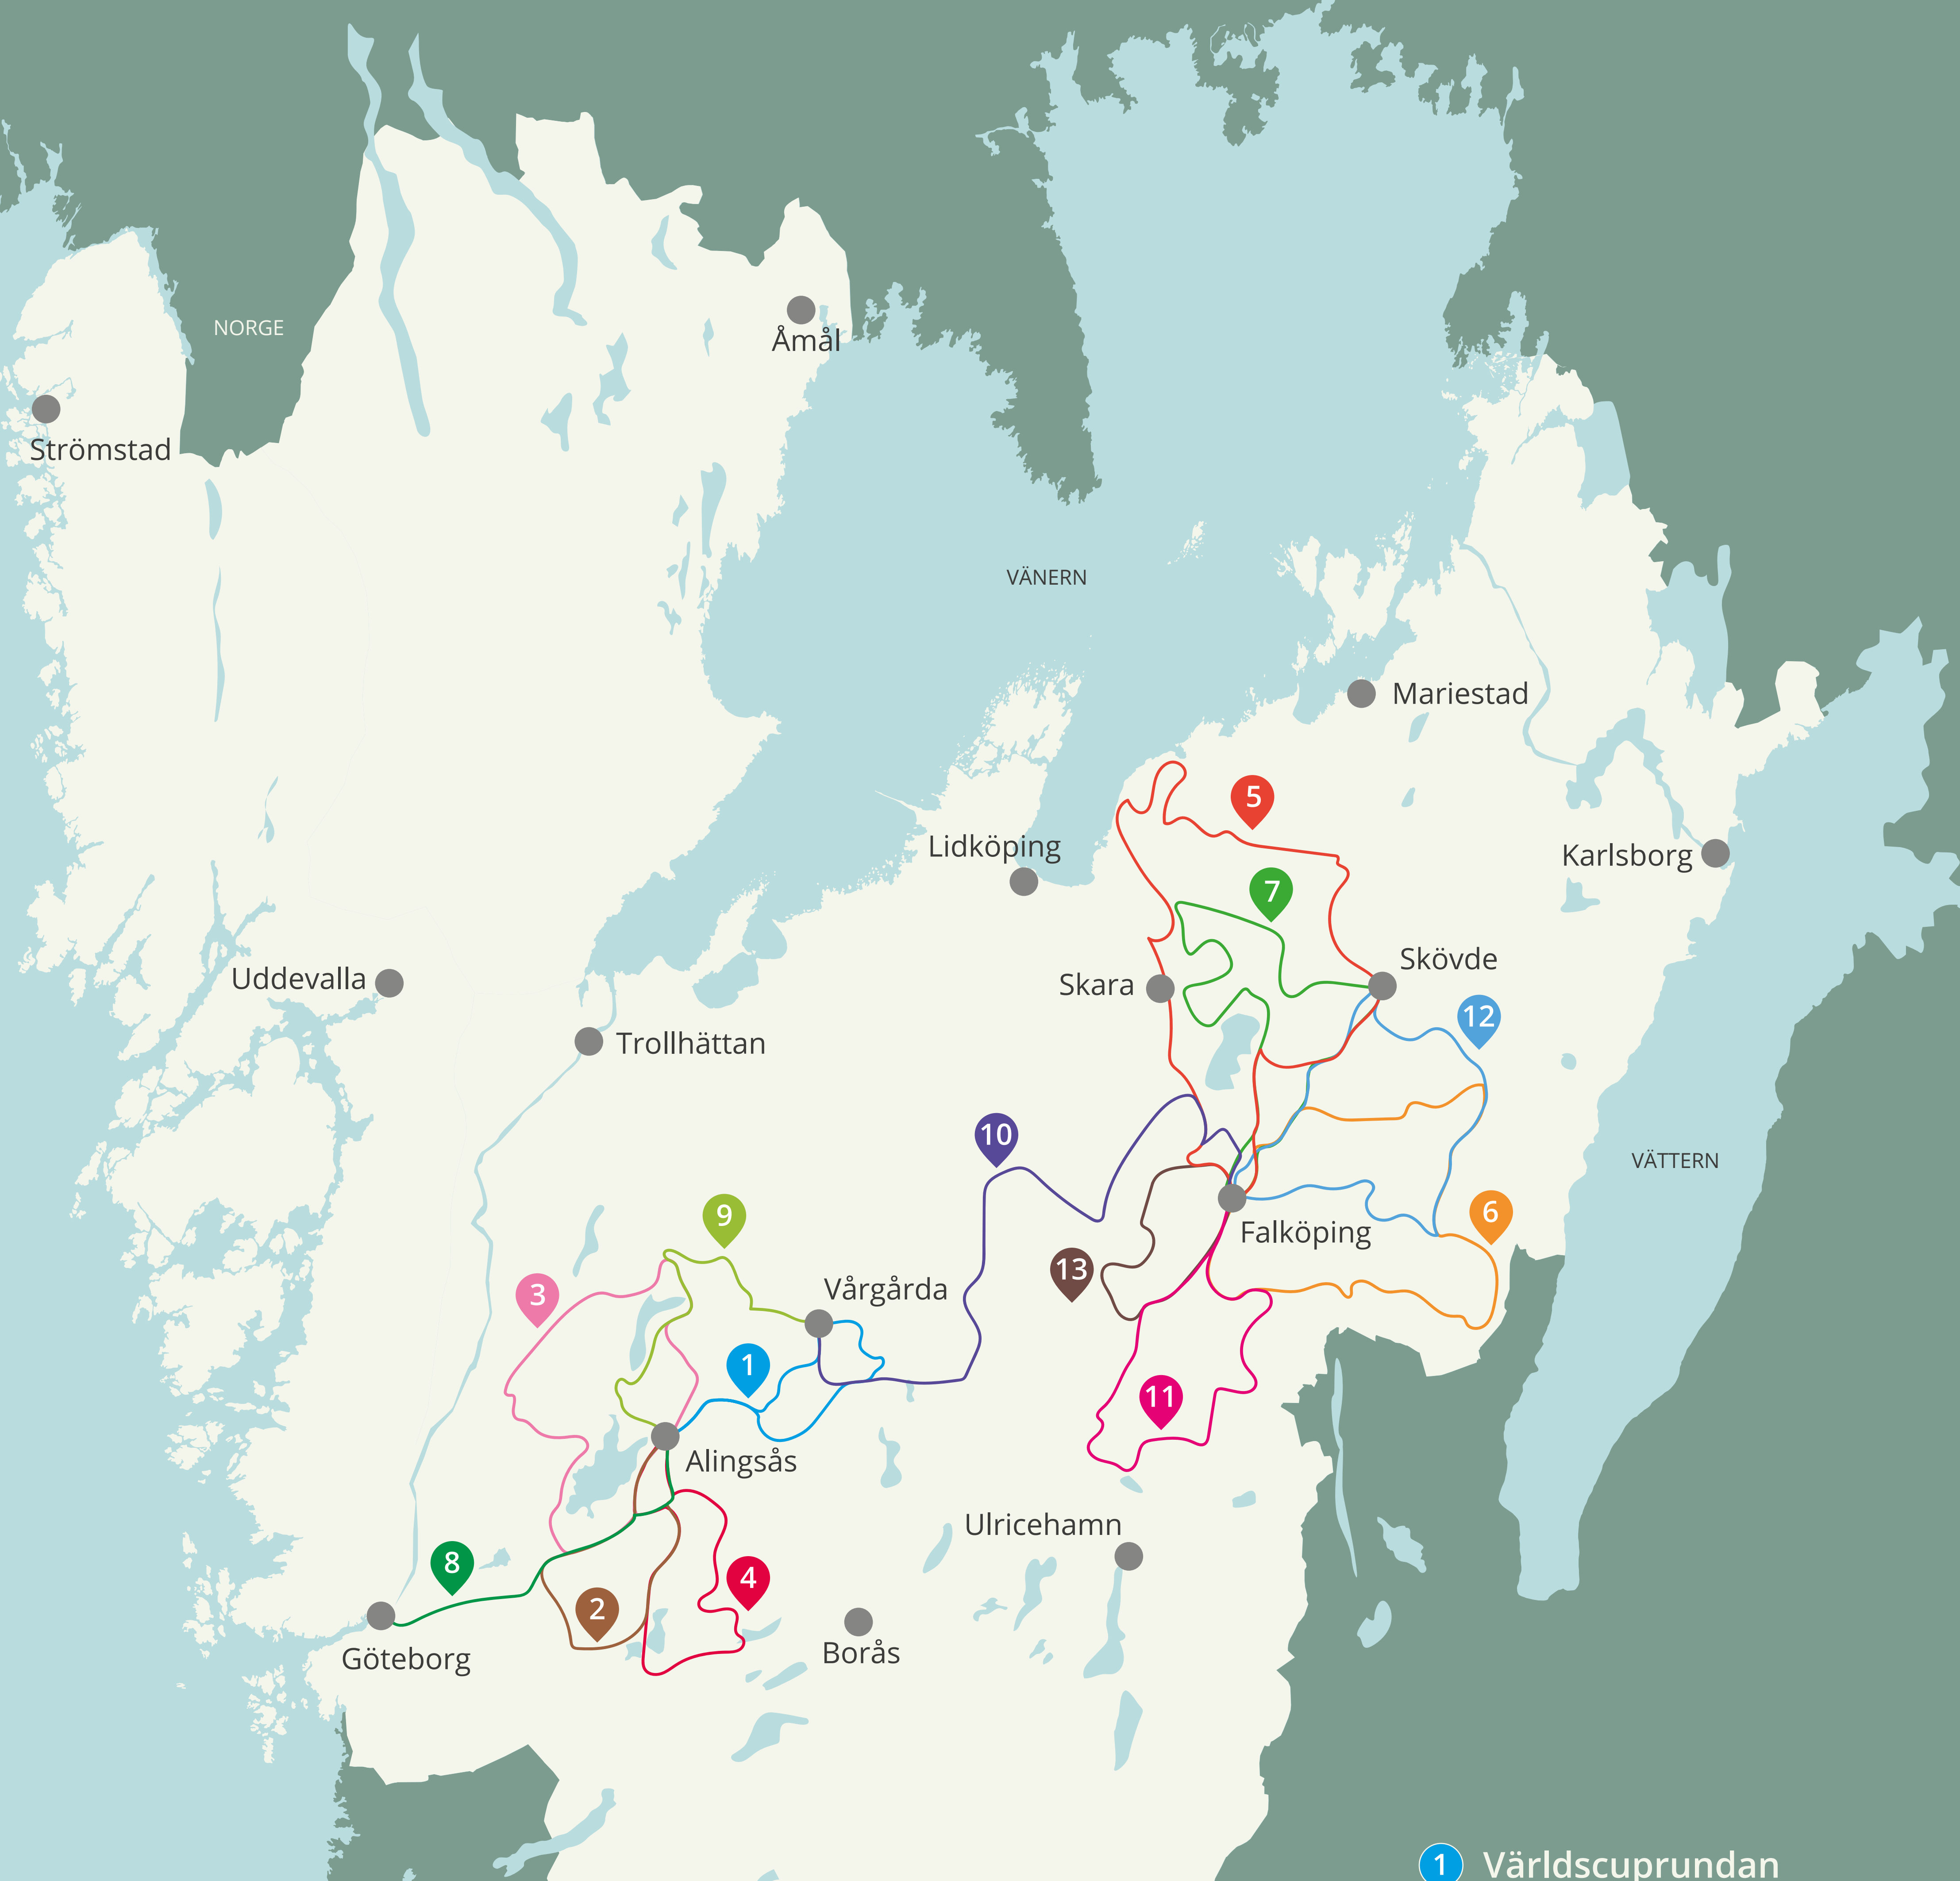 NORGE
Åmål
Strömstad
VÄNERN
Mariestad
5
Lidköping
Karlsborg
7
Skövde
Uddevalla
Skara
12
Trollhättan
10
VÄTTERN
9
6
Falköping
13
3
Vårgårda
1
11
Alingsås
Ulricehamn
8
4
2
Borås
Göteborg
1 Världscuprundan